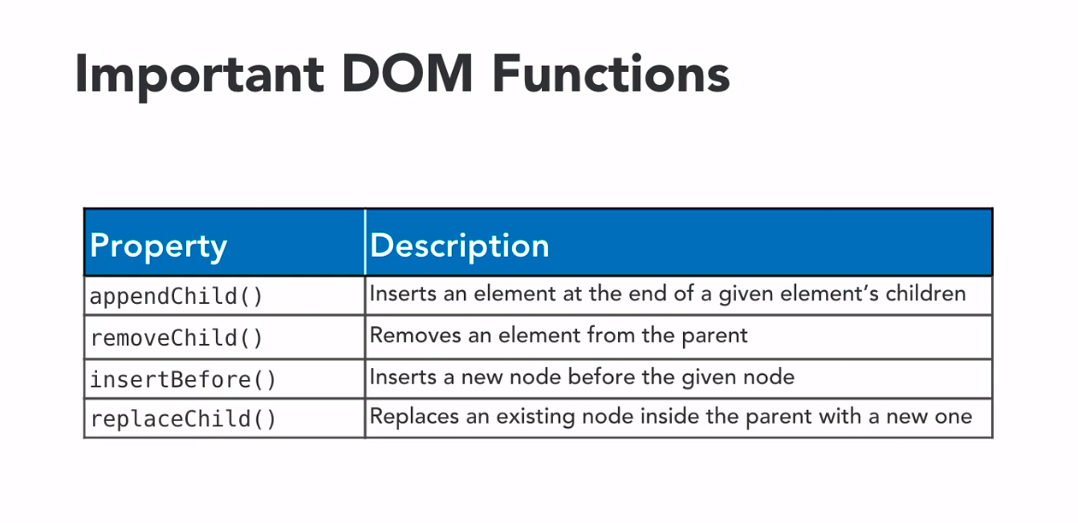 Important DOM Functions
Property Description
appendChild() Inserts an element at the end of a given element’s children
removeChild() Removes an element from the parent
insertBefore() Inserts a new node before the given node
replaceChild() Replaces an existing node inside the parent with a new one